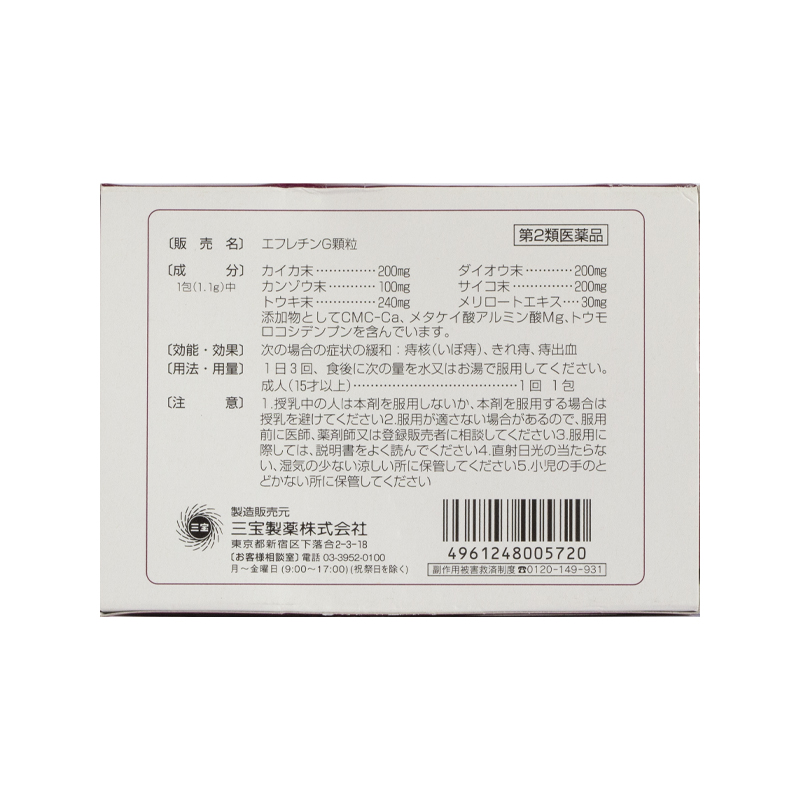 第2類医薬品
〔販売名〕 エフレチンG顆粒
〔成分〕 カイカ末……………200mg ダイオウ末…………200mg
1包(1.1g)中 カンゾウ末…………100mg サイコ末……………200mg
トウキ末……………240mg メリロートエキス‥‥30mg
添加物としてCMC-Ca、メタケイ酸アルミン酸Mg、トウモ
ロコシデンプンを含んでいます。
〔効能・効果〕 次の場合の症状の緩和：痔核(いぼ痔)、きれ痔、痔出血
〔用法・用量〕 1日3回、食後に次の量を水又はお湯で服用してください。
成人(15才以上)……………………………………1回 1包
〔注意〕 1.授乳中の人は本剤を服用しないか、本剤を服用する場合は
授乳を避けてください2.服用が適さない場合があるので、服用
前に医師、薬剤師又は登録販売者に相談してください3.服用に
際しては、説明書をよく読んでください4.直射日光の当たらな
い、湿気の少ない涼しい所に保管してください5.小児の手のと
どかない所に保管してください
三宝
製造販売元
三宝製薬株式会社
東京都新宿区下落合2-3-18
〔お客様相談室〕電話 03-3952-0100
月〜金曜日(9:00〜17:00)(祝祭日を除く)
4961248005720
副作用被害救済制度☎0120-149-931